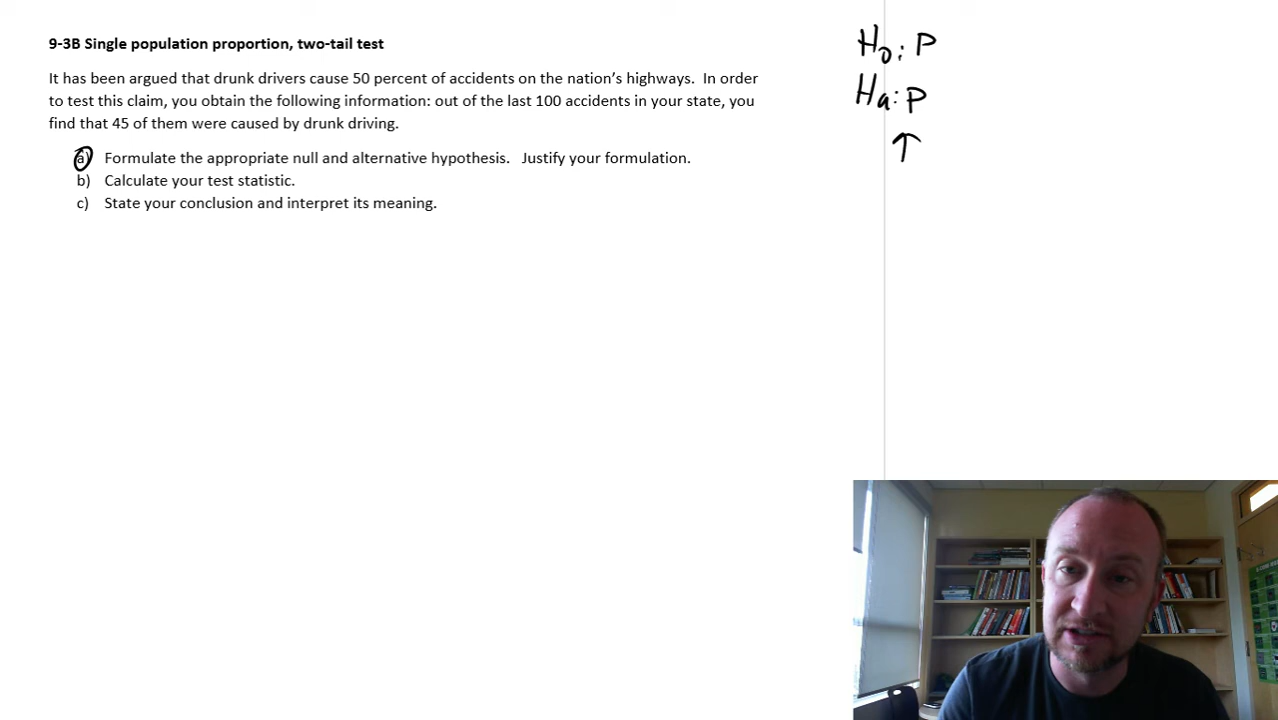 9-3B Single population proportion, two-tail test
It has been argued that drunk drivers cause 50 percent of accidents on the nation's highways. In order
to test this claim, you obtain the following information: out of the last 100 accidents in your state, you
find that 45 of them were caused by drunk driving.
a) Formulate the appropriate null and alternative hypothesis. Justify your formulation.
b) Calculate your test statistic.
c) State your conclusion and interpret its meaning.
H₀: P
Hₐ: P
↑